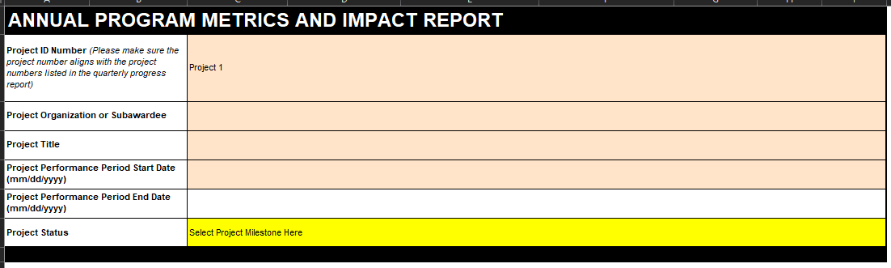 ANNUAL PROGRAM METRICS AND IMPACT REPORT
Project ID Number (Please make sure the
project number aligns with the project
numbers listed in the quarterly progress
report)
Project 1
Project Organization or Subawardee
Project Title
Project Performance Period Start Date
(mm/dd/yyyy)
Project Performance Period End Date
(mm/dd/yyyy)
Project Status
Select Project Milestone Here